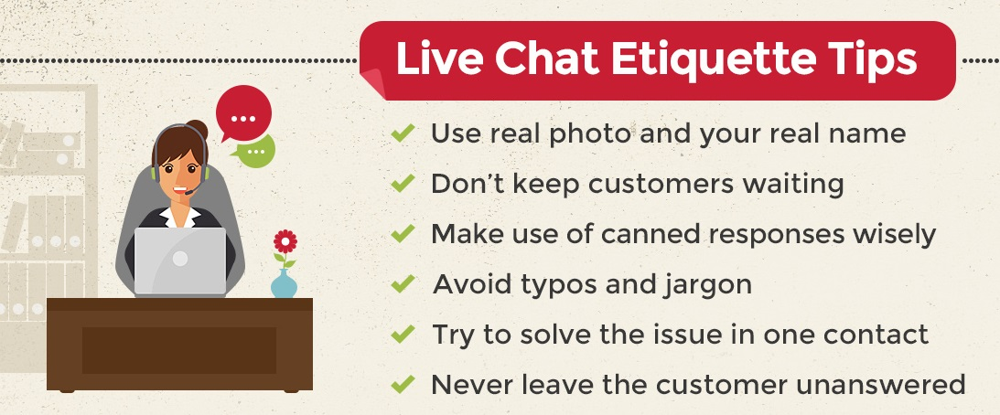 Live Chat Etiquette Tips
Use real photo and your real name
Don’t keep customers waiting
Make use of canned responses wisely
Avoid typos and jargon
Try to solve the issue in one contact
Never leave the customer unanswered